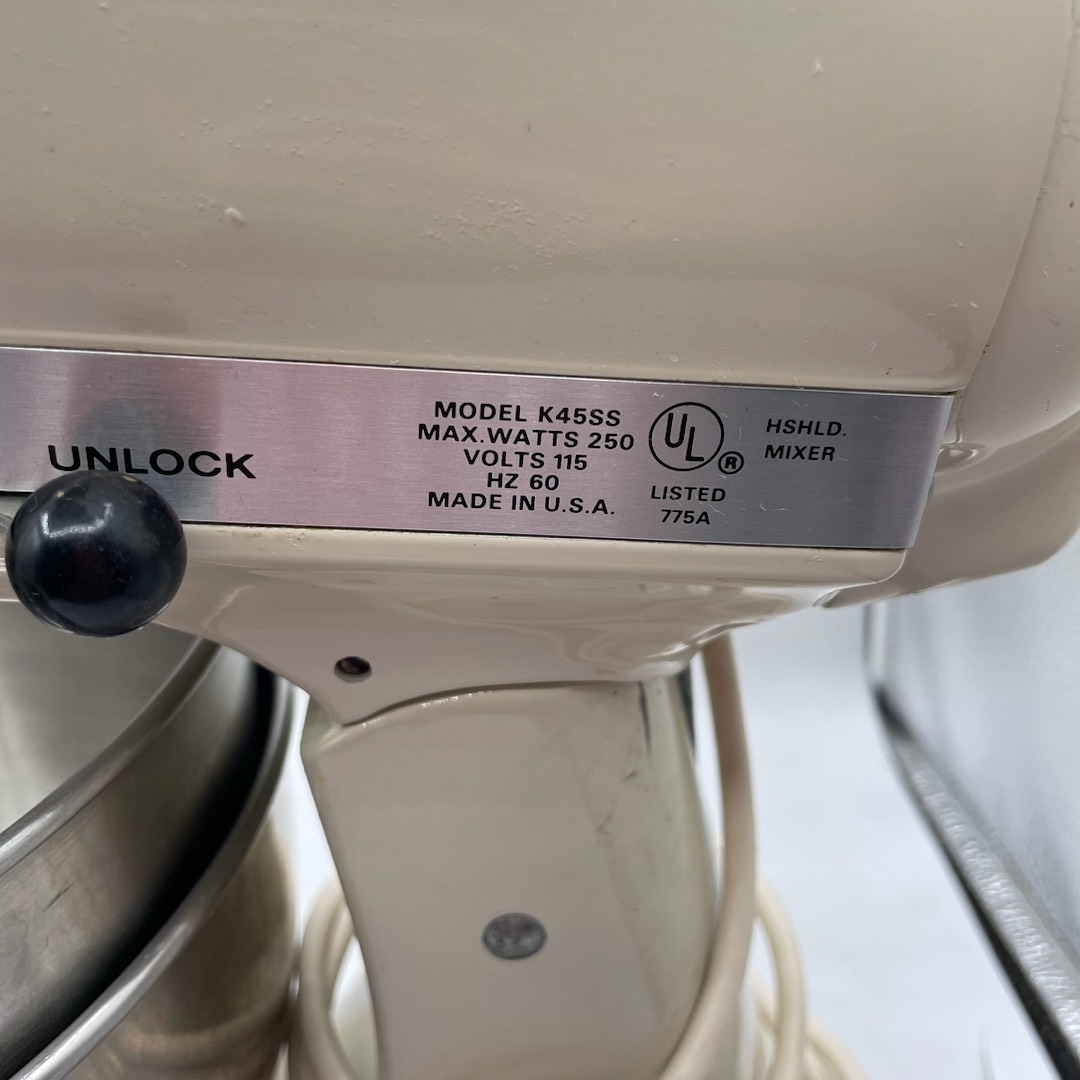 UNLOCK
MODEL K45SS
MAX.WATTS 250
VOLTS 115
HZ 60
MADE IN U.S.A.
UL ®
LISTED
775A
HSHLD.
MIXER